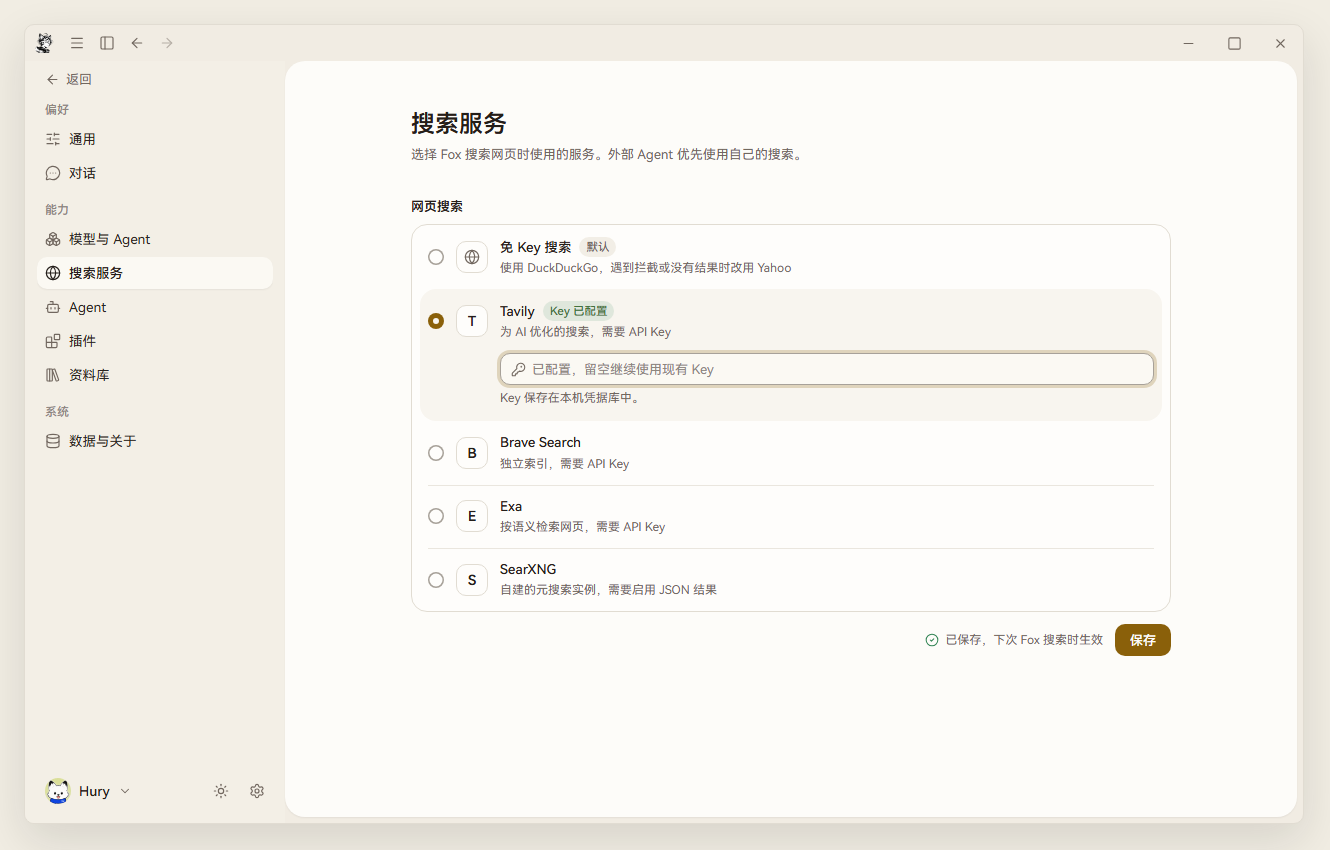 返回
偏好
通用
对话
能力
模型与 Agent
搜索服务
Agent
插件
资料库
系统
数据与关于
Hury
搜索服务
选择 Fox 搜索网页时使用的服务。外部 Agent 优先使用自己的搜索。
网页搜索
免 Key 搜索 默认
使用 DuckDuckGo，遇到拦截或没有结果时改用 Yahoo
T
Tavily Key 已配置
为 AI 优化的搜索，需要 API Key
已配置，留空继续使用现有 Key
Key 保存在本机凭据库中。
B
Brave Search
独立索引，需要 API Key
E
Exa
按语义检索网页，需要 API Key
S
SearXNG
自建的元搜索实例，需要启用 JSON 结果
已保存，下次 Fox 搜索时生效
保存